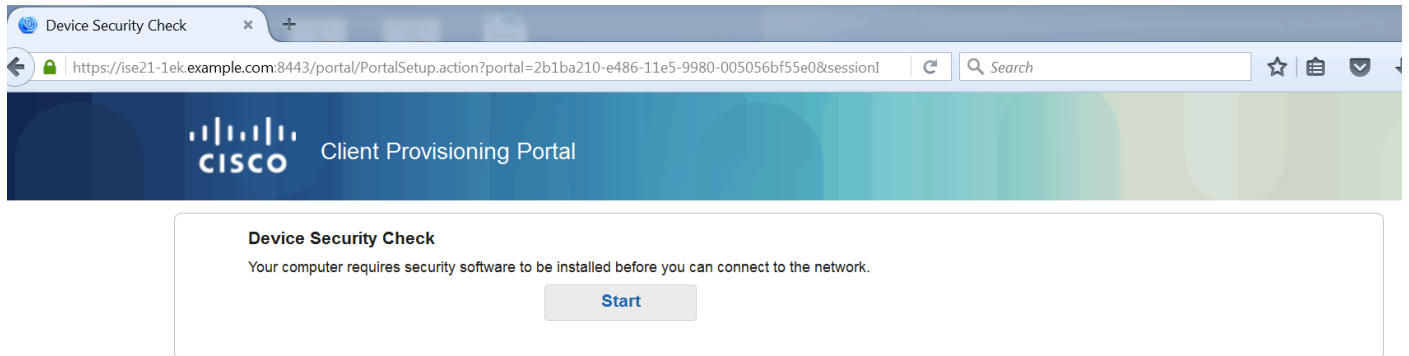 Device Security Check
https://ise21-1ek.example.com:8443/portal/PortalSetup.action?portal=2b1ba210-e486-11e5-9980-005056bf55e0&sessionI
Search
CISCO
Client Provisioning Portal
Device Security Check
Your computer requires security software to be installed before you can connect to the network.
Start